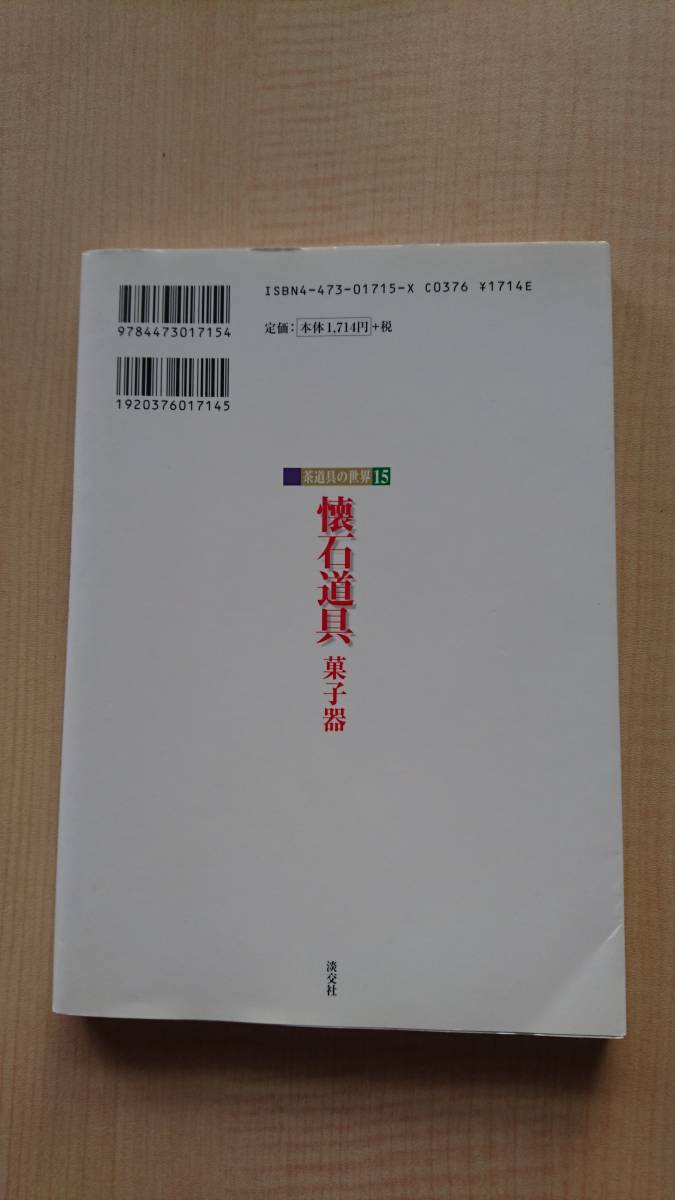 ISBN4-473-01715-X C0376 ¥1714E
9784473017154
定価：本体1,714円+税
1920376017145
茶道具の世界15
懐石道具
菓子器
淡交社